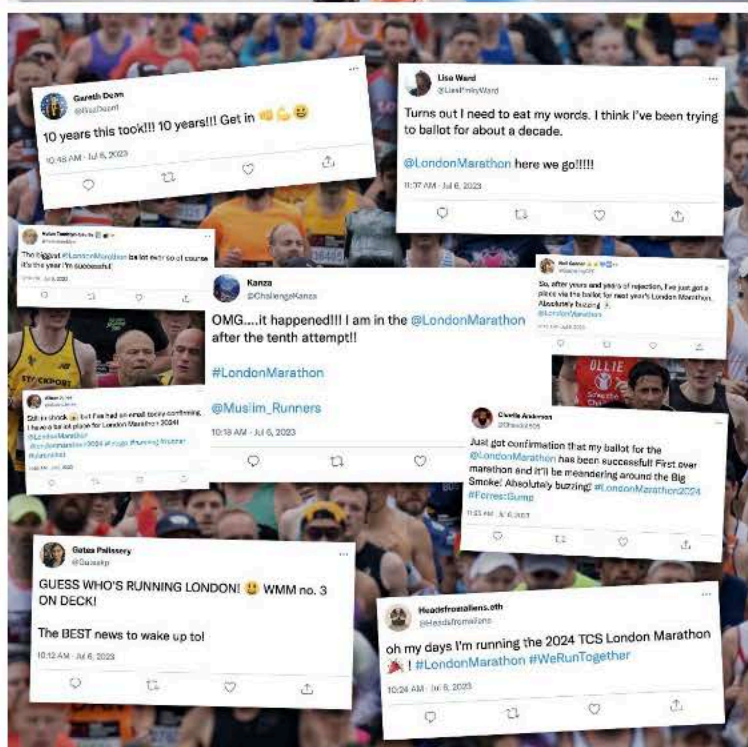 Gareth Dean
10 years this took!!! 10 years!!! Get in 👊💪😀
10:48 AM · Jul 6, 2023
Lisa Ward
Turns out I need to eat my words. I think I've been trying
to ballot for about a decade.
@LondonMarathon here we go!!!!!
11:37 AM · Jul 6, 2023
The biggest #LondonMarathon ballot ever so of course
it's the year I'm successful!
Kanza
@ChallengeKanza
OMG....it happened!!! I am in the @LondonMarathon
after the tenth attempt!!
#LondonMarathon
@Muslim_Runners
10:18 AM · Jul 6, 2023
So, after years and years of rejection, I've just got a
place via the ballot for next year's London Marathon.
Absolutely buzzing
@LondonMarathon
OLLIE
STOCKPORT
Still in shock but I've had an email today confirming
I have a ballot place for London Marathon 2024!
@LondonMarathon
#londonmarathon2024 #running #runner
Anderson
Just got confirmation that my ballot for the
@LondonMarathon has been successful! First ever
marathon and it'll be meandering around the Big
Smoke! Absolutely buzzing! #LondonMarathon2024
#ForrestGump
Gates Palissery
GUESS WHO'S RUNNING LONDON! 😃 WMM no. 3
ON DECK!
The BEST news to wake up to!
10:12 AM · Jul 6, 2023
Headsfromaliens.eth
@Headsfromaliens
oh my days I'm running the 2024 TCS London Marathon
🎉 ! #LondonMarathon #WeRunTogether
10:24 AM · Jul 6, 2023